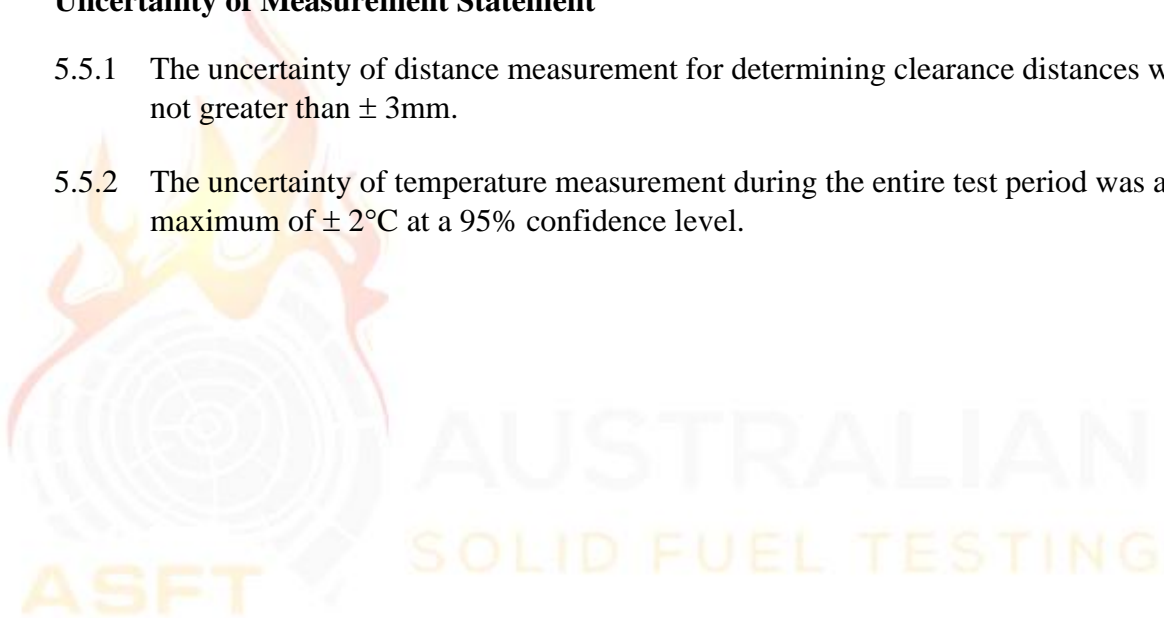 Uncertainty of Measurement Statement
5.5.1 The uncertainty of distance measurement for determining clearance distances w
not greater than ± 3mm.
5.5.2 The uncertainty of temperature measurement during the entire test period was a
maximum of ± 2°C at a 95% confidence level.
AUSTRALIAN
SOLID FUEL TESTING
ASFT